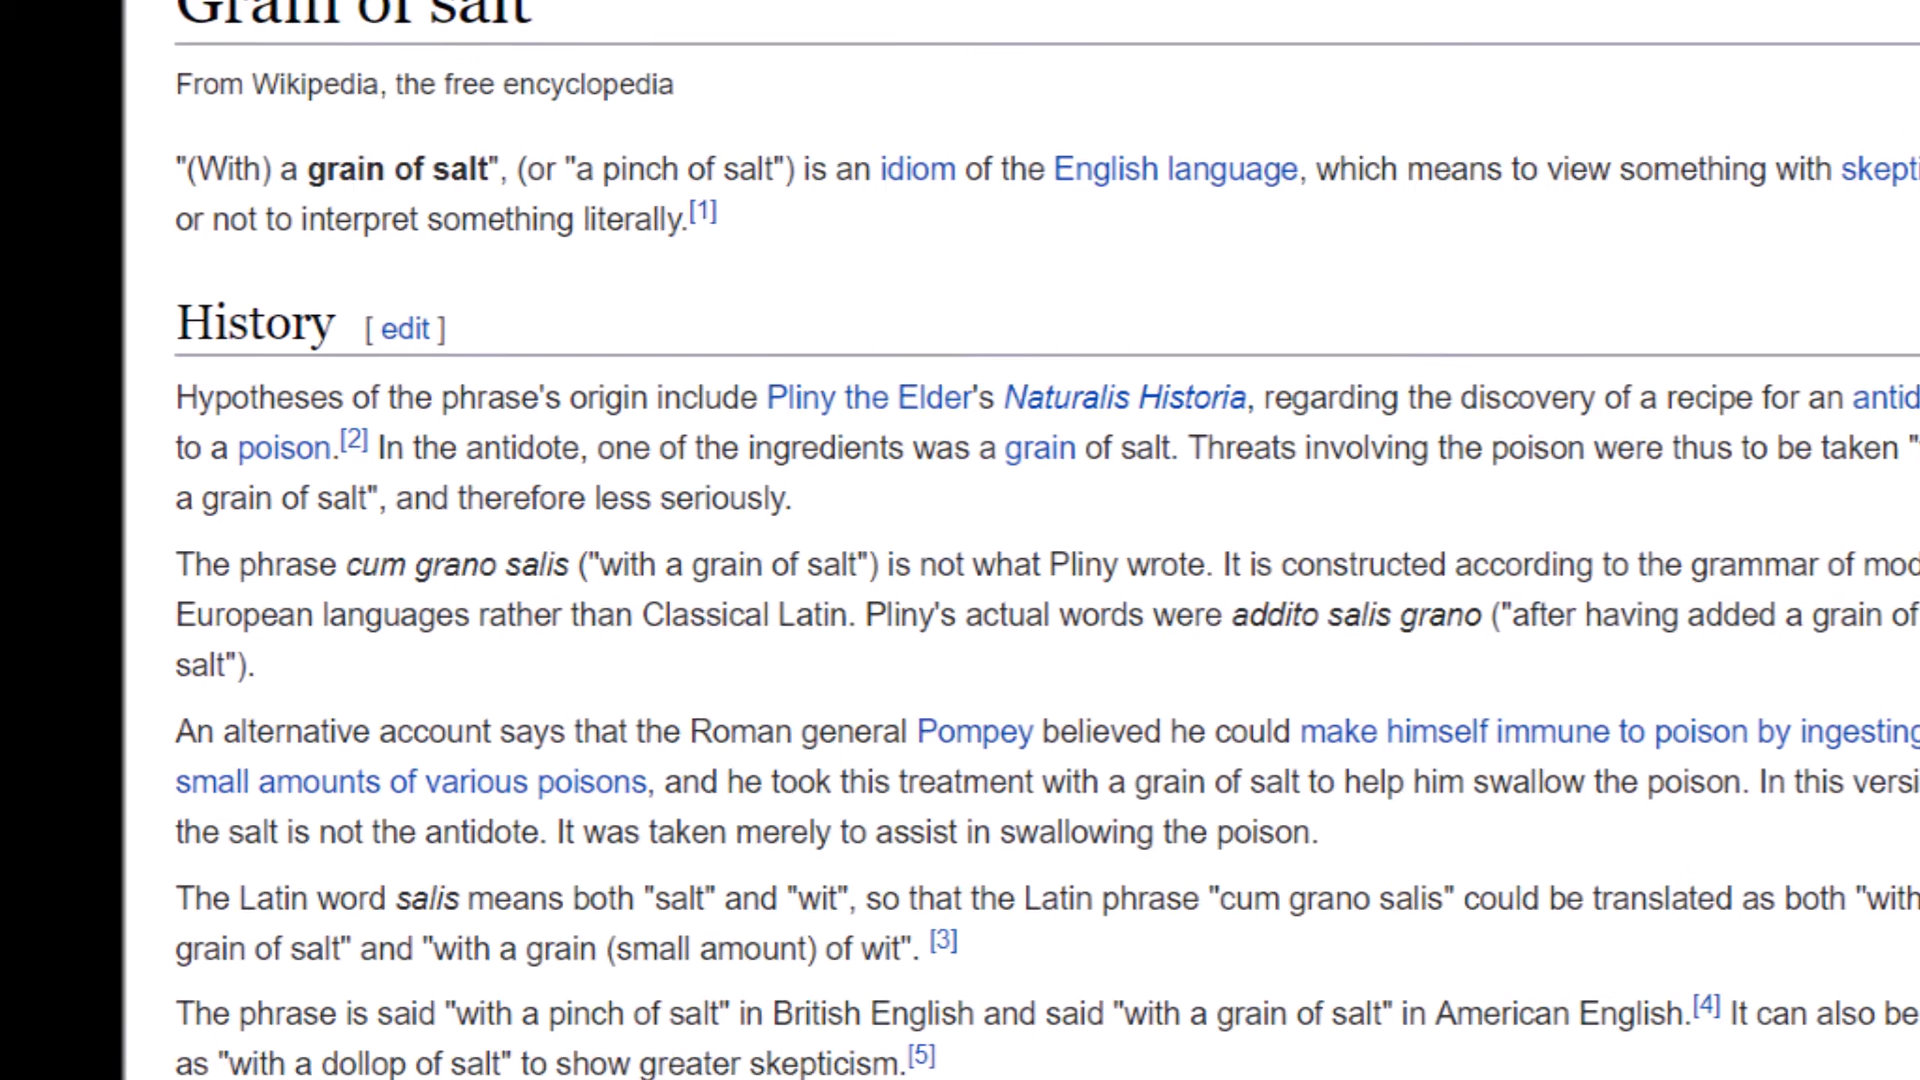 Grain of salt
From Wikipedia, the free encyclopedia
"(With) a grain of salt", (or "a pinch of salt") is an idiom of the English language, which means to view something with
or not to interpret something literally.[1]
History [ edit ]
Hypotheses of the phrase's origin include Pliny the Elder's Naturalis Historia, regarding the discovery of a recipe for an
to a poison.[2] In the antidote, one of the ingredients was a grain of salt. Threats involving the poison were thus to be taken "
a grain of salt", and therefore less seriously.
The phrase cum grano salis ("with a grain of salt") is not what Pliny wrote. It is constructed according to the grammar of
European languages rather than Classical Latin. Pliny's actual words were addito salis grano ("after having added a grain of
salt").
An alternative account says that the Roman general Pompey believed he could make himself immune to poison by ingesting
small amounts of various poisons, and he took this treatment with a grain of salt to help him swallow the poison. In this
the salt is not the antidote. It was taken merely to assist in swallowing the poison.
The Latin word salis means both "salt" and "wit", so that the Latin phrase "cum grano salis" could be translated as both "with
grain of salt" and "with a grain (small amount) of wit". [3]
The phrase is said "with a pinch of salt" in British English and said "with a grain of salt" in American English.[4] It can also be
as "with a dollop of salt" to show greater skepticism.[5]